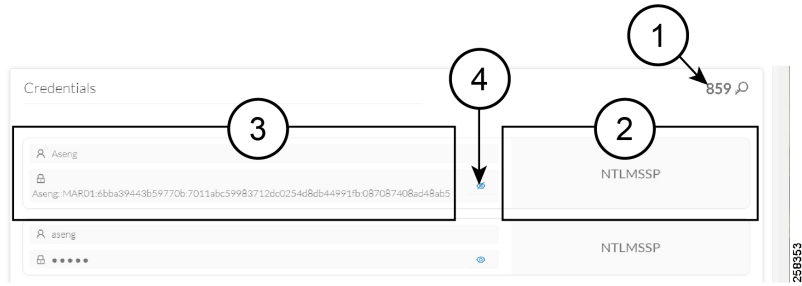 1
Credentials
4
859
3
2
Aseng
NTLMSSP
Aseng::MAR01:6bba39443b59770b:7011abc59983712dc0254d8db44991fb:087087408ad48ab5
aseng
NTLMSSP
•••••
258353